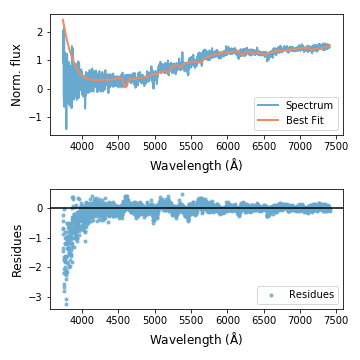 Norm. flux
2
1
0
−1
Spectrum
Best Fit
4000 4500 5000 5500 6000 6500 7000 7500
Wavelength (Å)
Residues
0
−1
−2
−3
Residues
4000 4500 5000 5500 6000 6500 7000 7500
Wavelength (Å)